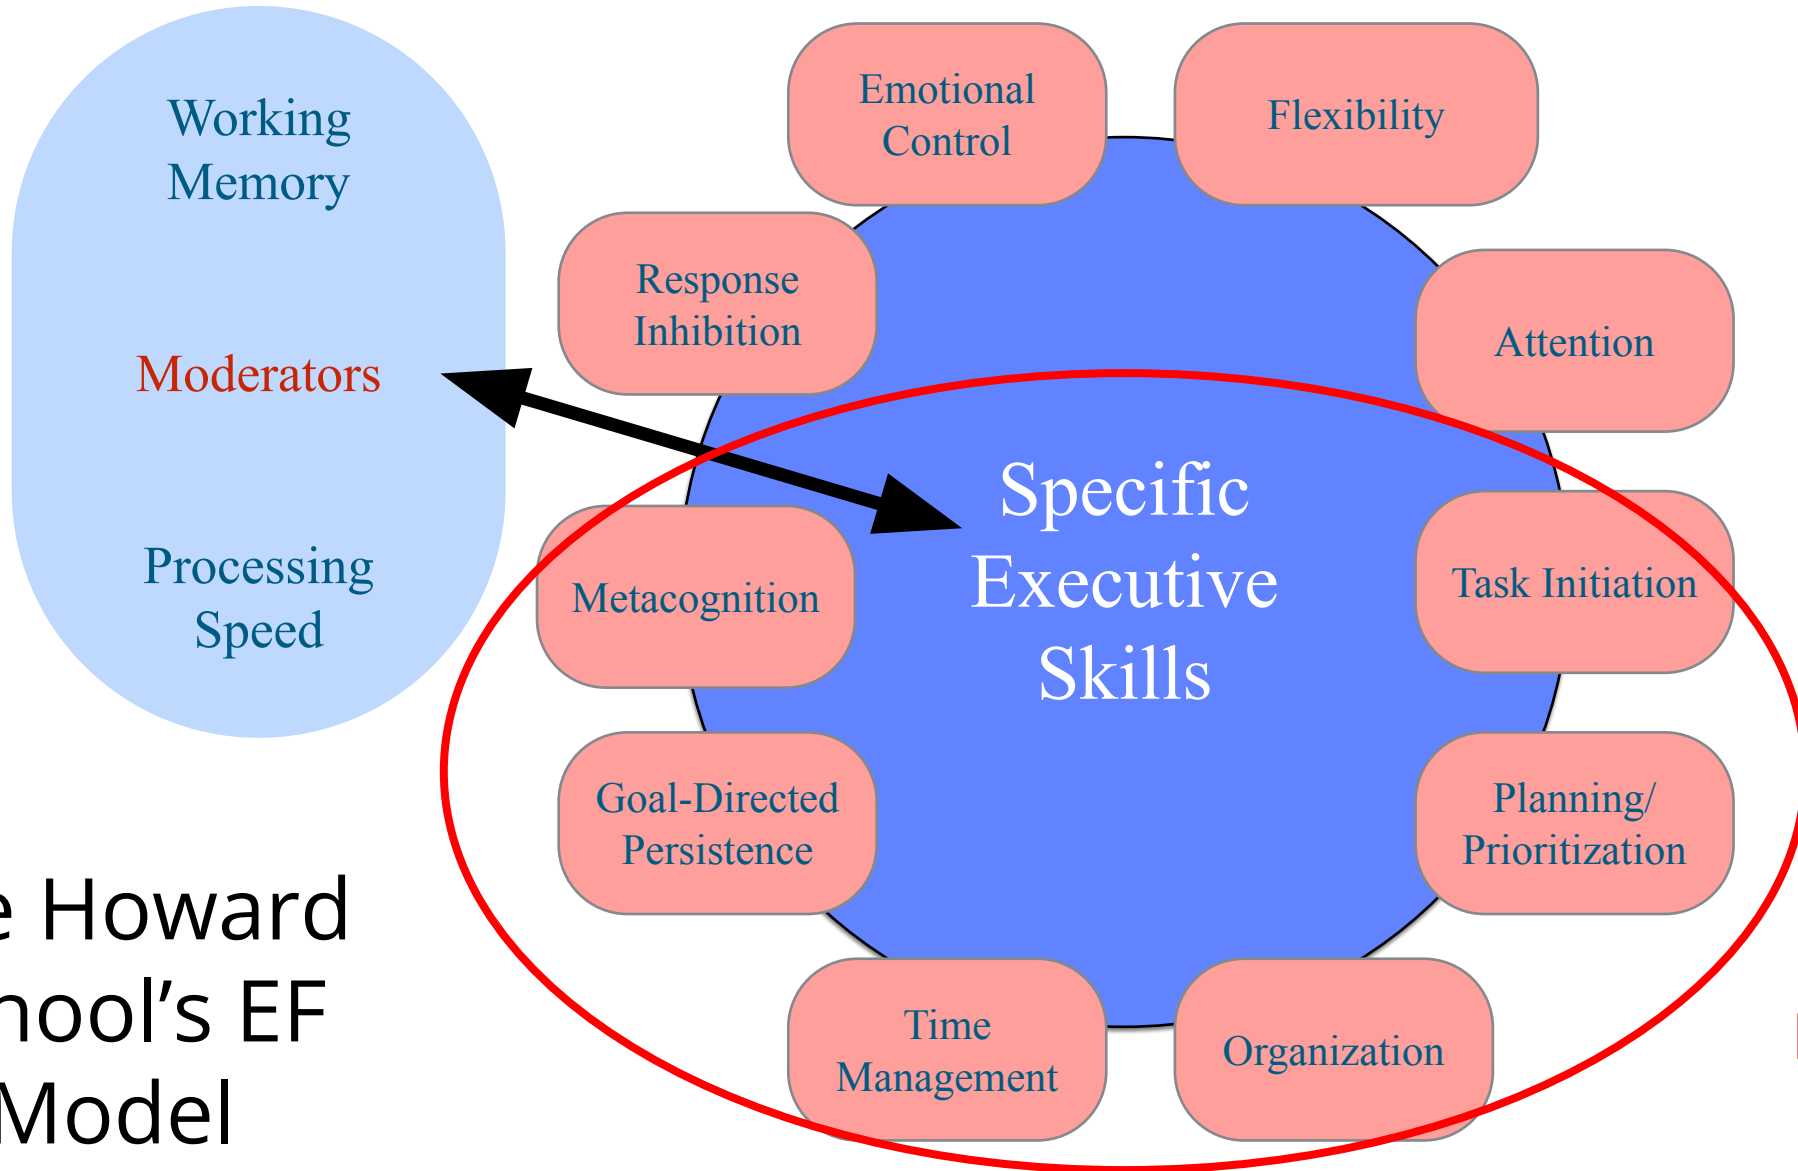 Working
Memory
Moderators
Processing
Speed
Emotional
Control
Flexibility
Response
Inhibition
Attention
Specific
Executive
Skills
Metacognition
Task Initiation
Goal-Directed
Persistence
Planning/
Prioritization
Time
Management
Organization
e Howard
hool’s EF
Model